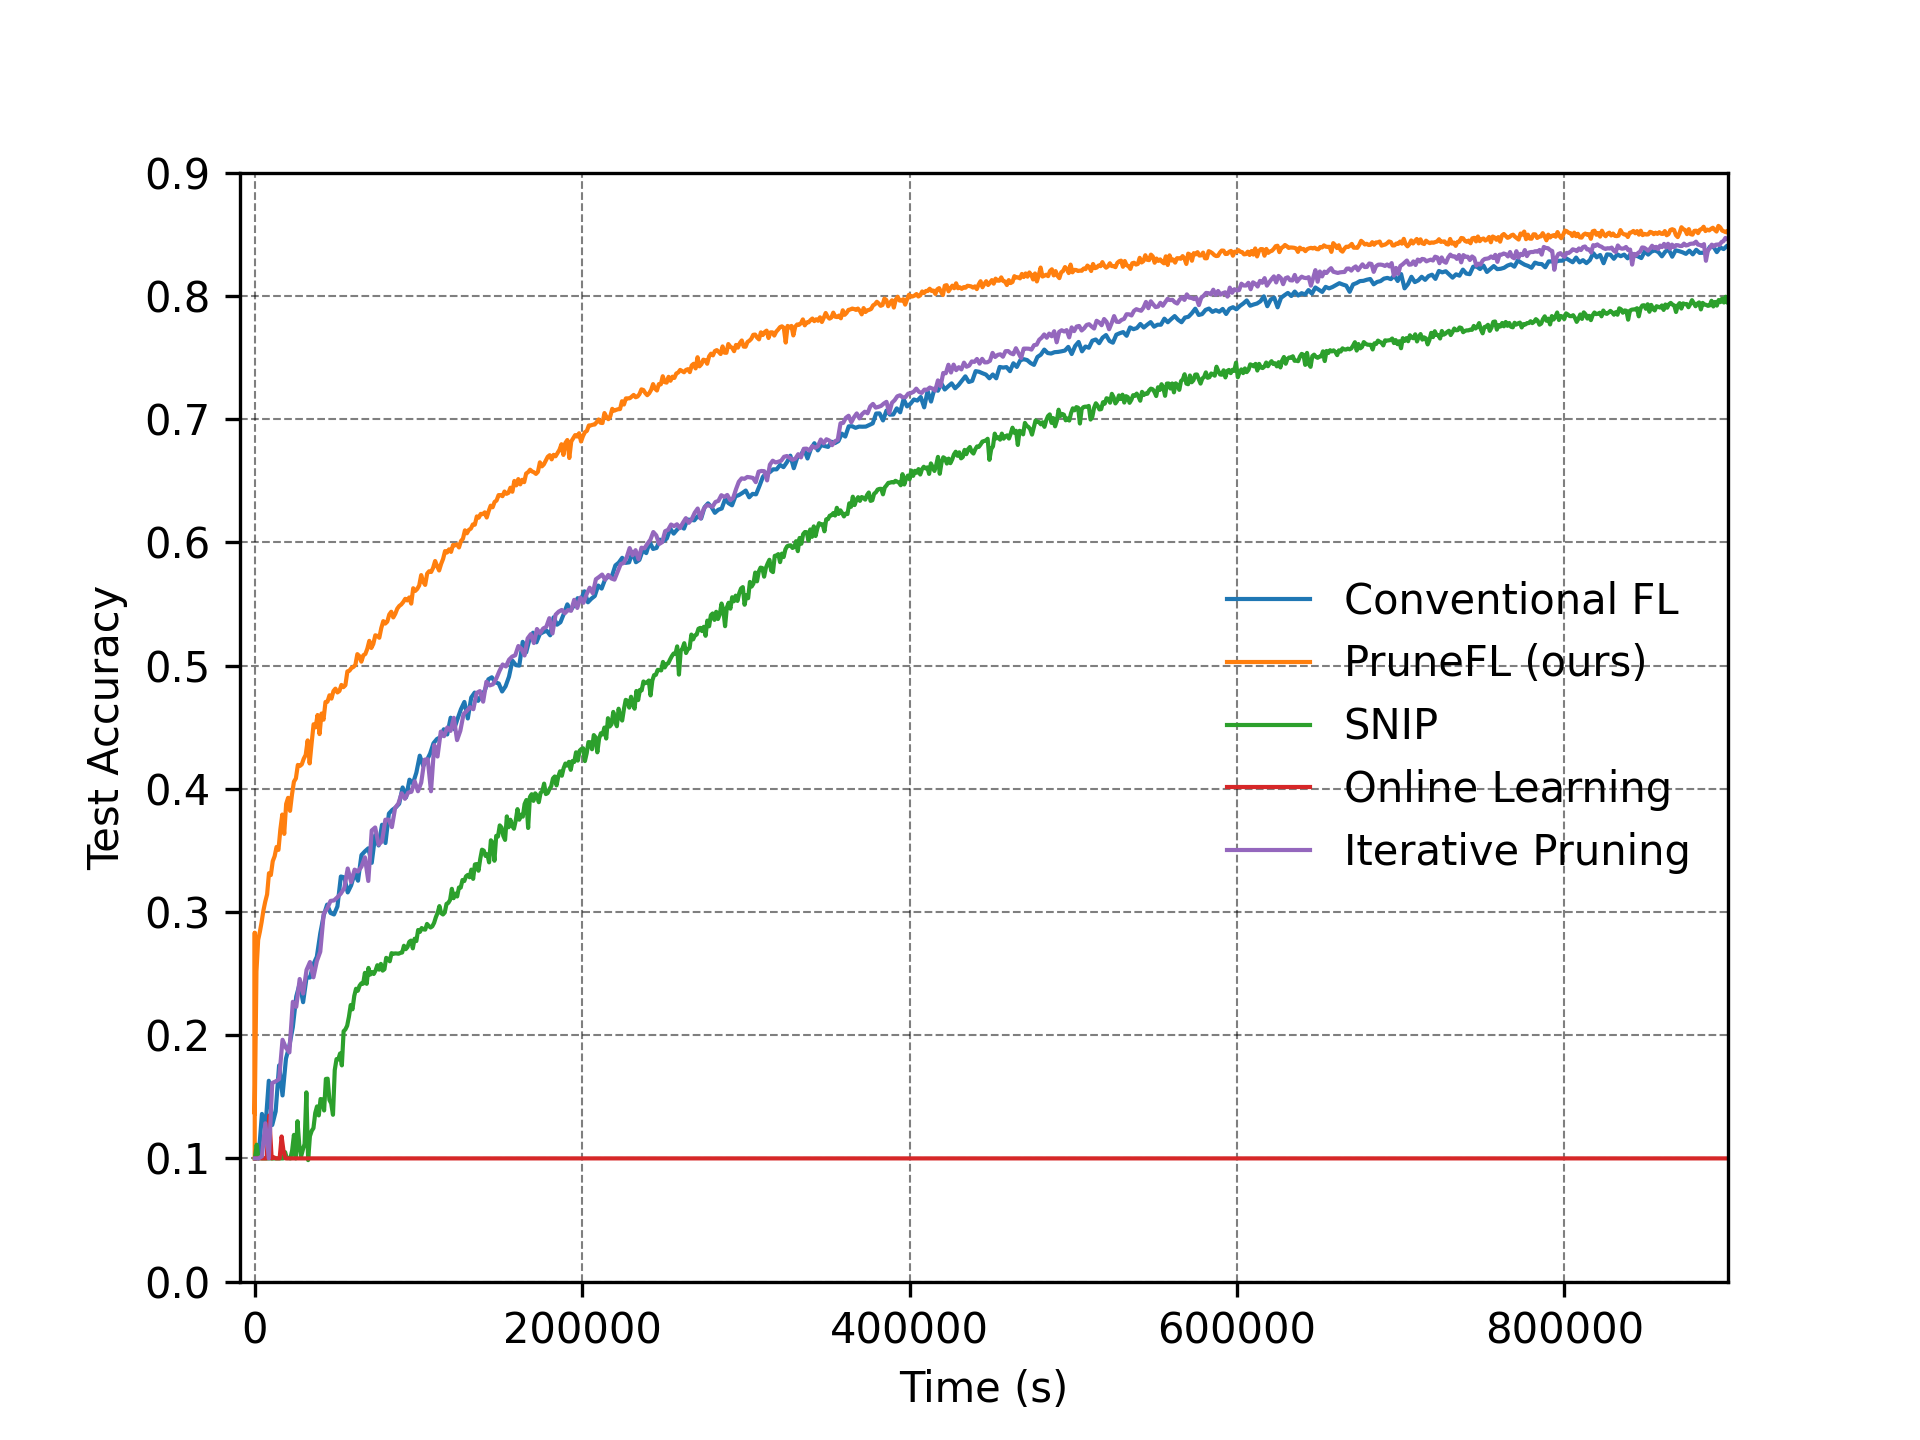 0.9
0.8
0.7
0.6
0.5
0.4
0.3
0.2
0.1
0.0
Test Accuracy
Conventional FL
PruneFL (ours)
SNIP
Online Learning
Iterative Pruning
0 200000 400000 600000 800000
Time (s)